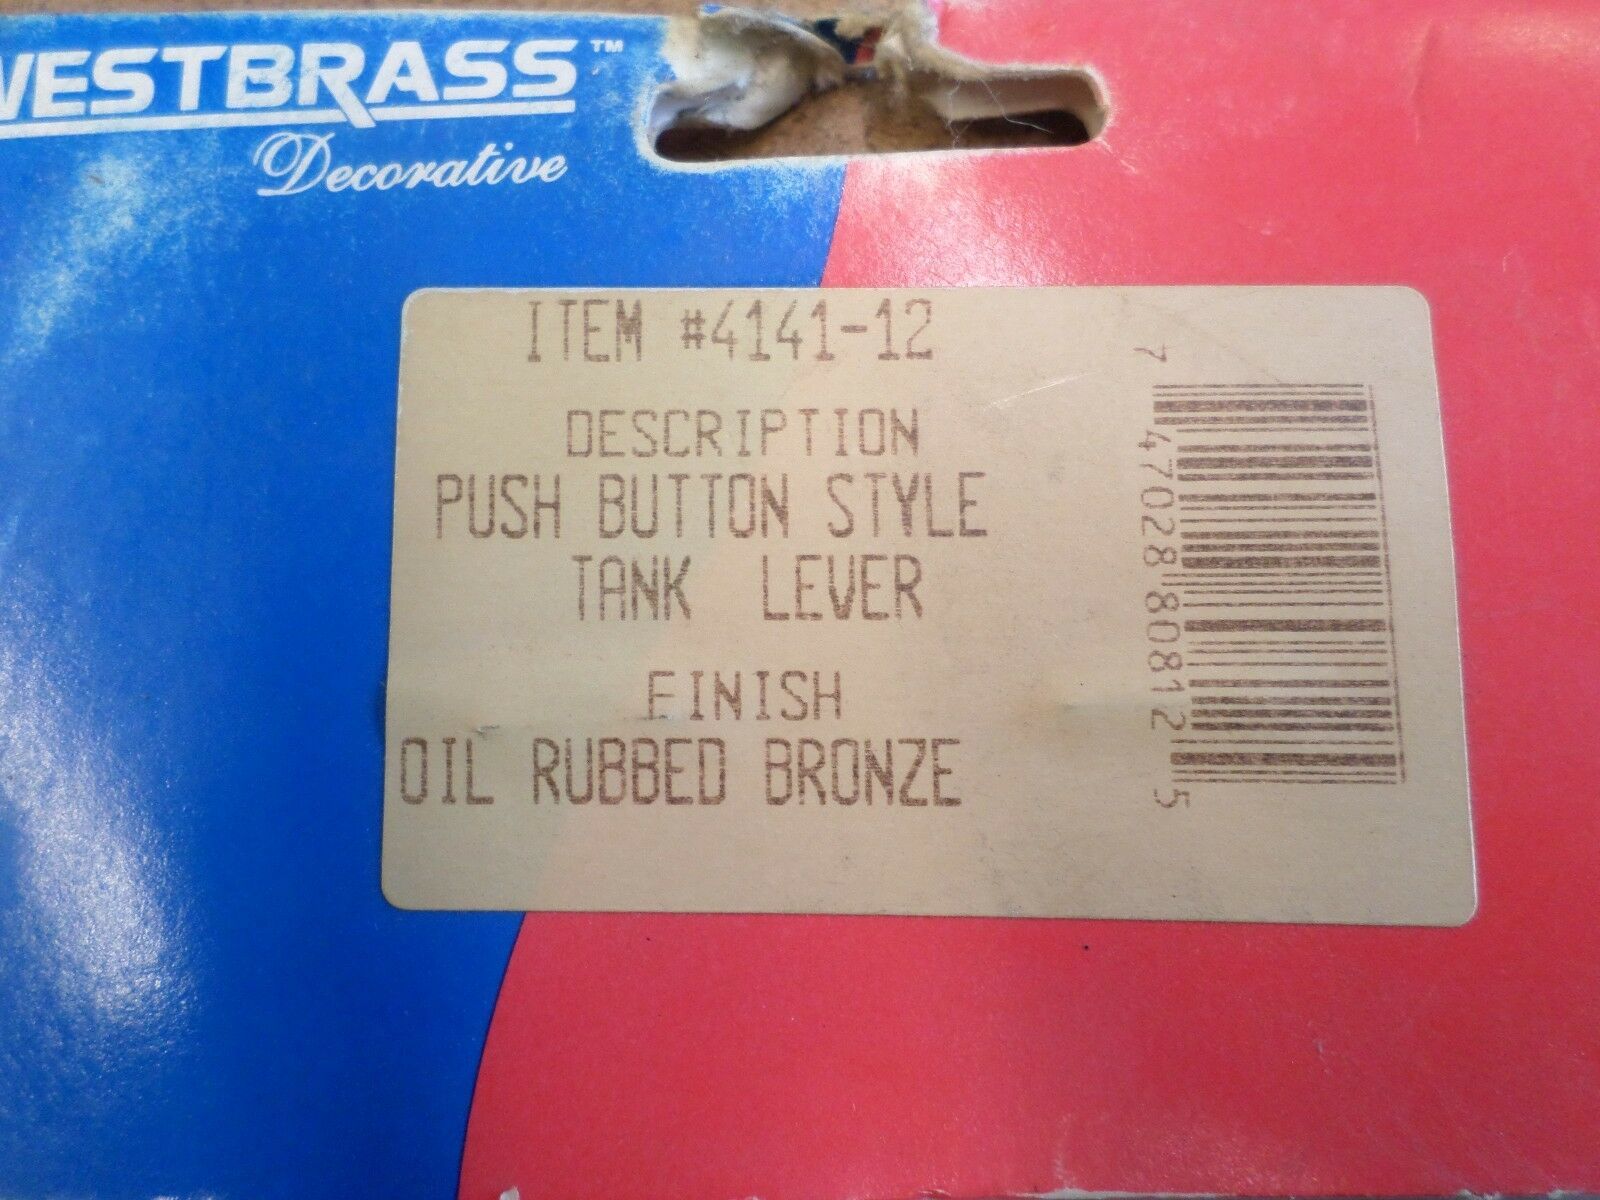 WESTBRASS™
Decorative
ITEM #4141-12
DESCRIPTION
PUSH BUTTON STYLE
TANK LEVER
FINISH
OIL RUBBED BRONZE
7 47028 80812 5